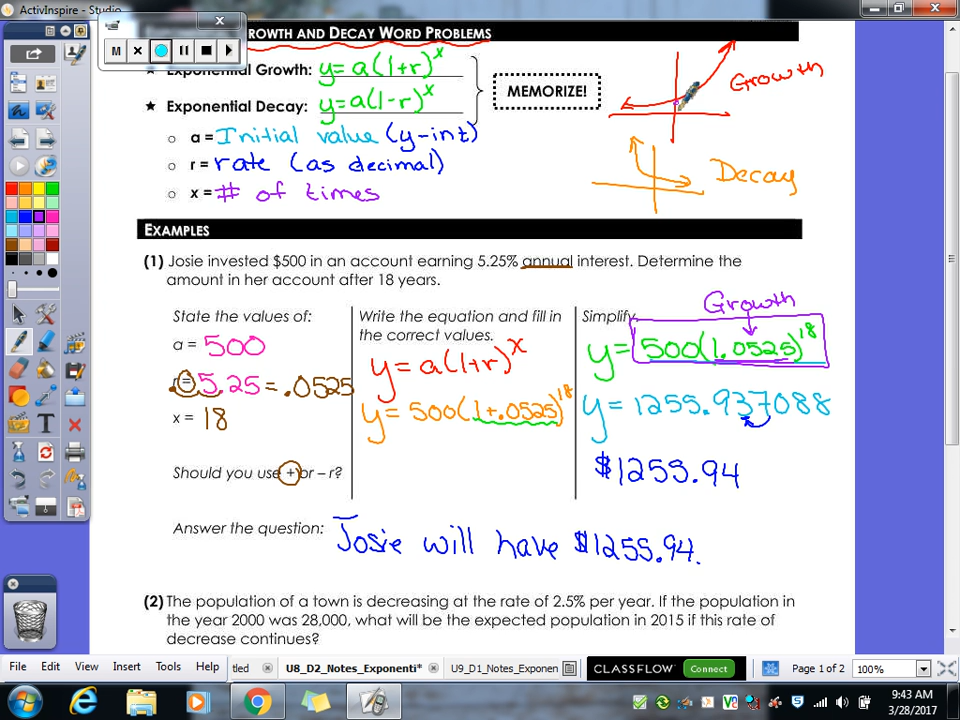 ActivInspire - Studio
GROWTH AND DECAY WORD PROBLEMS
M
★ Exponential Growth: y = a(1+r)^x
★ Exponential Decay: y = a(1-r)^x
MEMORIZE!
Growth
Decay
o a = Initial value (y-int)
o r = rate (as decimal)
o x = # of times
EXAMPLES
(1) Josie invested $500 in an account earning 5.25% annual interest. Determine the
amount in her account after 18 years.
State the values of:
a = 500
r = 05.25 = .0525
x = 18
Should you use + or – r?
Write the equation and fill in
the correct values.
y = a(1+r)^x
y = 500(1+.0525)^18
Growth
Simplify.
y = 500(1.0525)^18
y = 1255.937088
$1255.94
Answer the question: Josie will have $1255.94.
(2) The population of a town is decreasing at the rate of 2.5% per year. If the population in
the year 2000 was 28,000, what will be the expected population in 2015 if this rate of
decrease continues?
File Edit View Insert Tools Help
tled U8_D2_Notes_Exponenti* U9_D1_Notes_Exponen
CLASSFLOW Connect
Page 1 of 2 100%
9:43 AM
3/28/2017